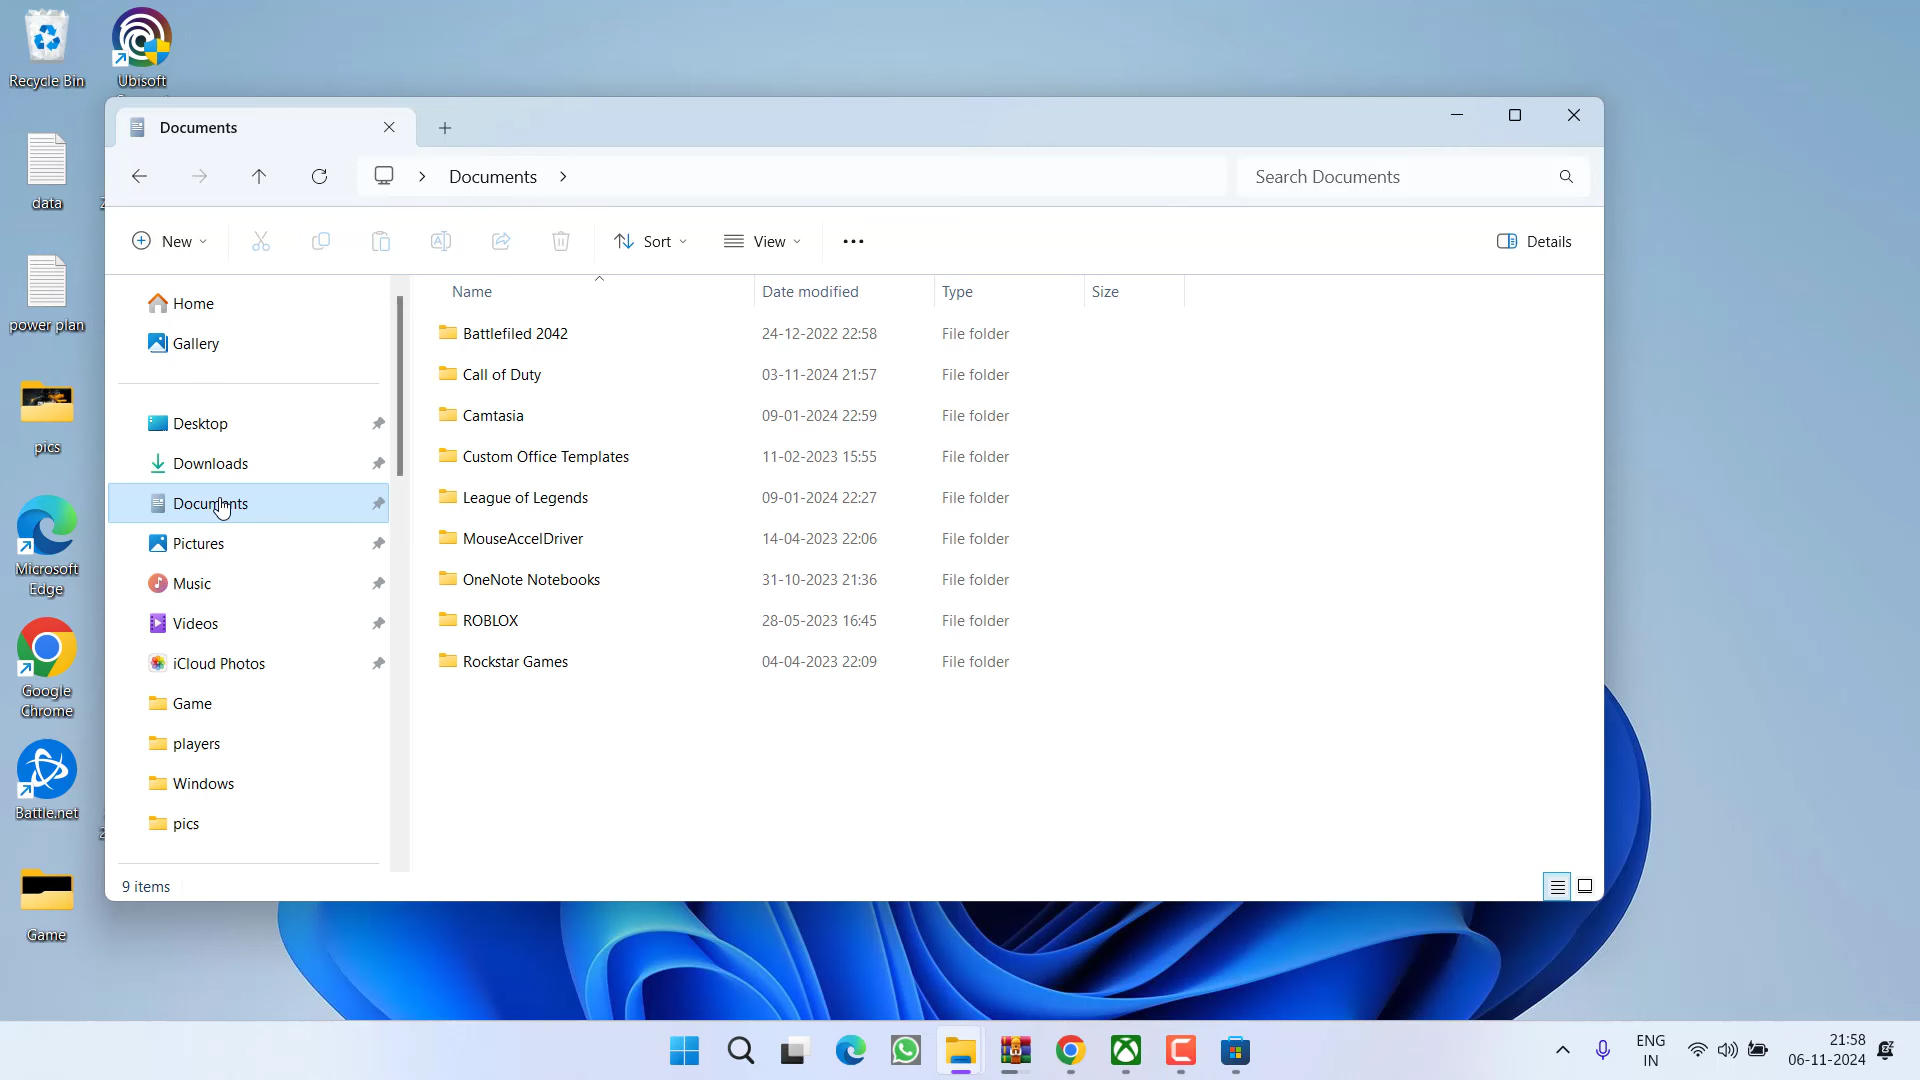 Recycle Bin
Ubisoft
data
power plan
pics
Microsoft
Edge
Google
Chrome
Battle.net
Game
Documents
Documents
Search Documents
New
Sort
View
Details
Home
Gallery
Desktop
Downloads
Documents
Pictures
Music
Videos
iCloud Photos
Game
players
Windows
pics
Name Date modified Type Size
Battlefiled 2042 24-12-2022 22:58 File folder
Call of Duty 03-11-2024 21:57 File folder
Camtasia 09-01-2024 22:59 File folder
Custom Office Templates 11-02-2023 15:55 File folder
League of Legends 09-01-2024 22:27 File folder
MouseAccelDriver 14-04-2023 22:06 File folder
OneNote Notebooks 31-10-2023 21:36 File folder
ROBLOX 28-05-2023 16:45 File folder
Rockstar Games 04-04-2023 22:09 File folder
9 items
ENG
IN
21:58
06-11-2024